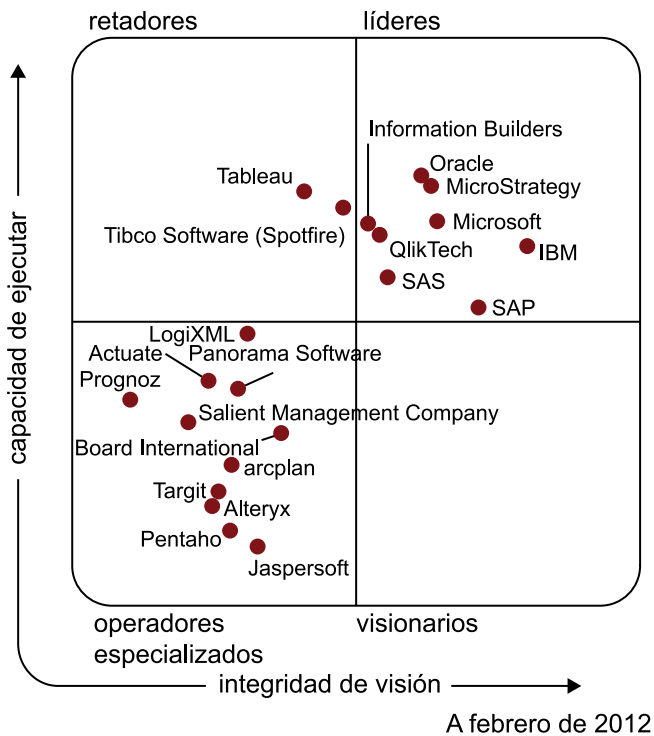 retadores
líderes
Information Builders
Oracle
Tableau
MicroStrategy
Microsoft
Tibco Software (Spotfire)
QlikTech
IBM
SAS
SAP
LogiXML
Actuate
Panorama Software
Prognoz
Salient Management Company
Board International
arcplan
Targit
Alteryx
Pentaho
Jaspersoft
capacidad de ejecutar
operadores
especializados
visionarios
integridad de visión
A febrero de 2012